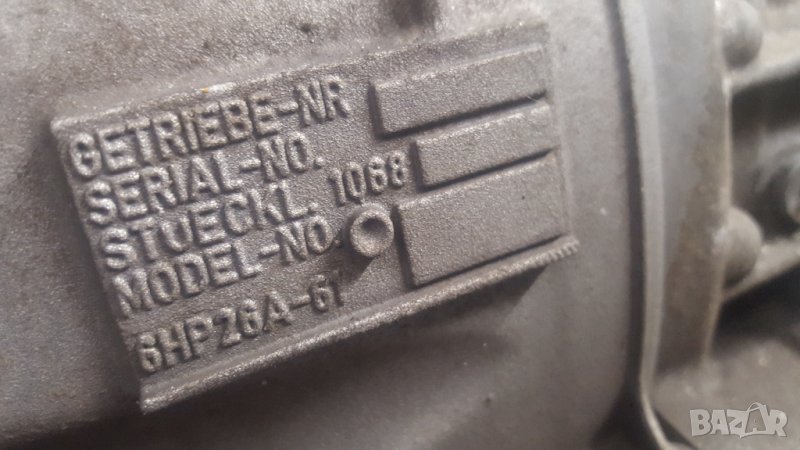 GETRIEBE-NR
SERIAL-NO.
STUECKL. 1068
MODEL-NO.
6HP26A-61
BAZAR